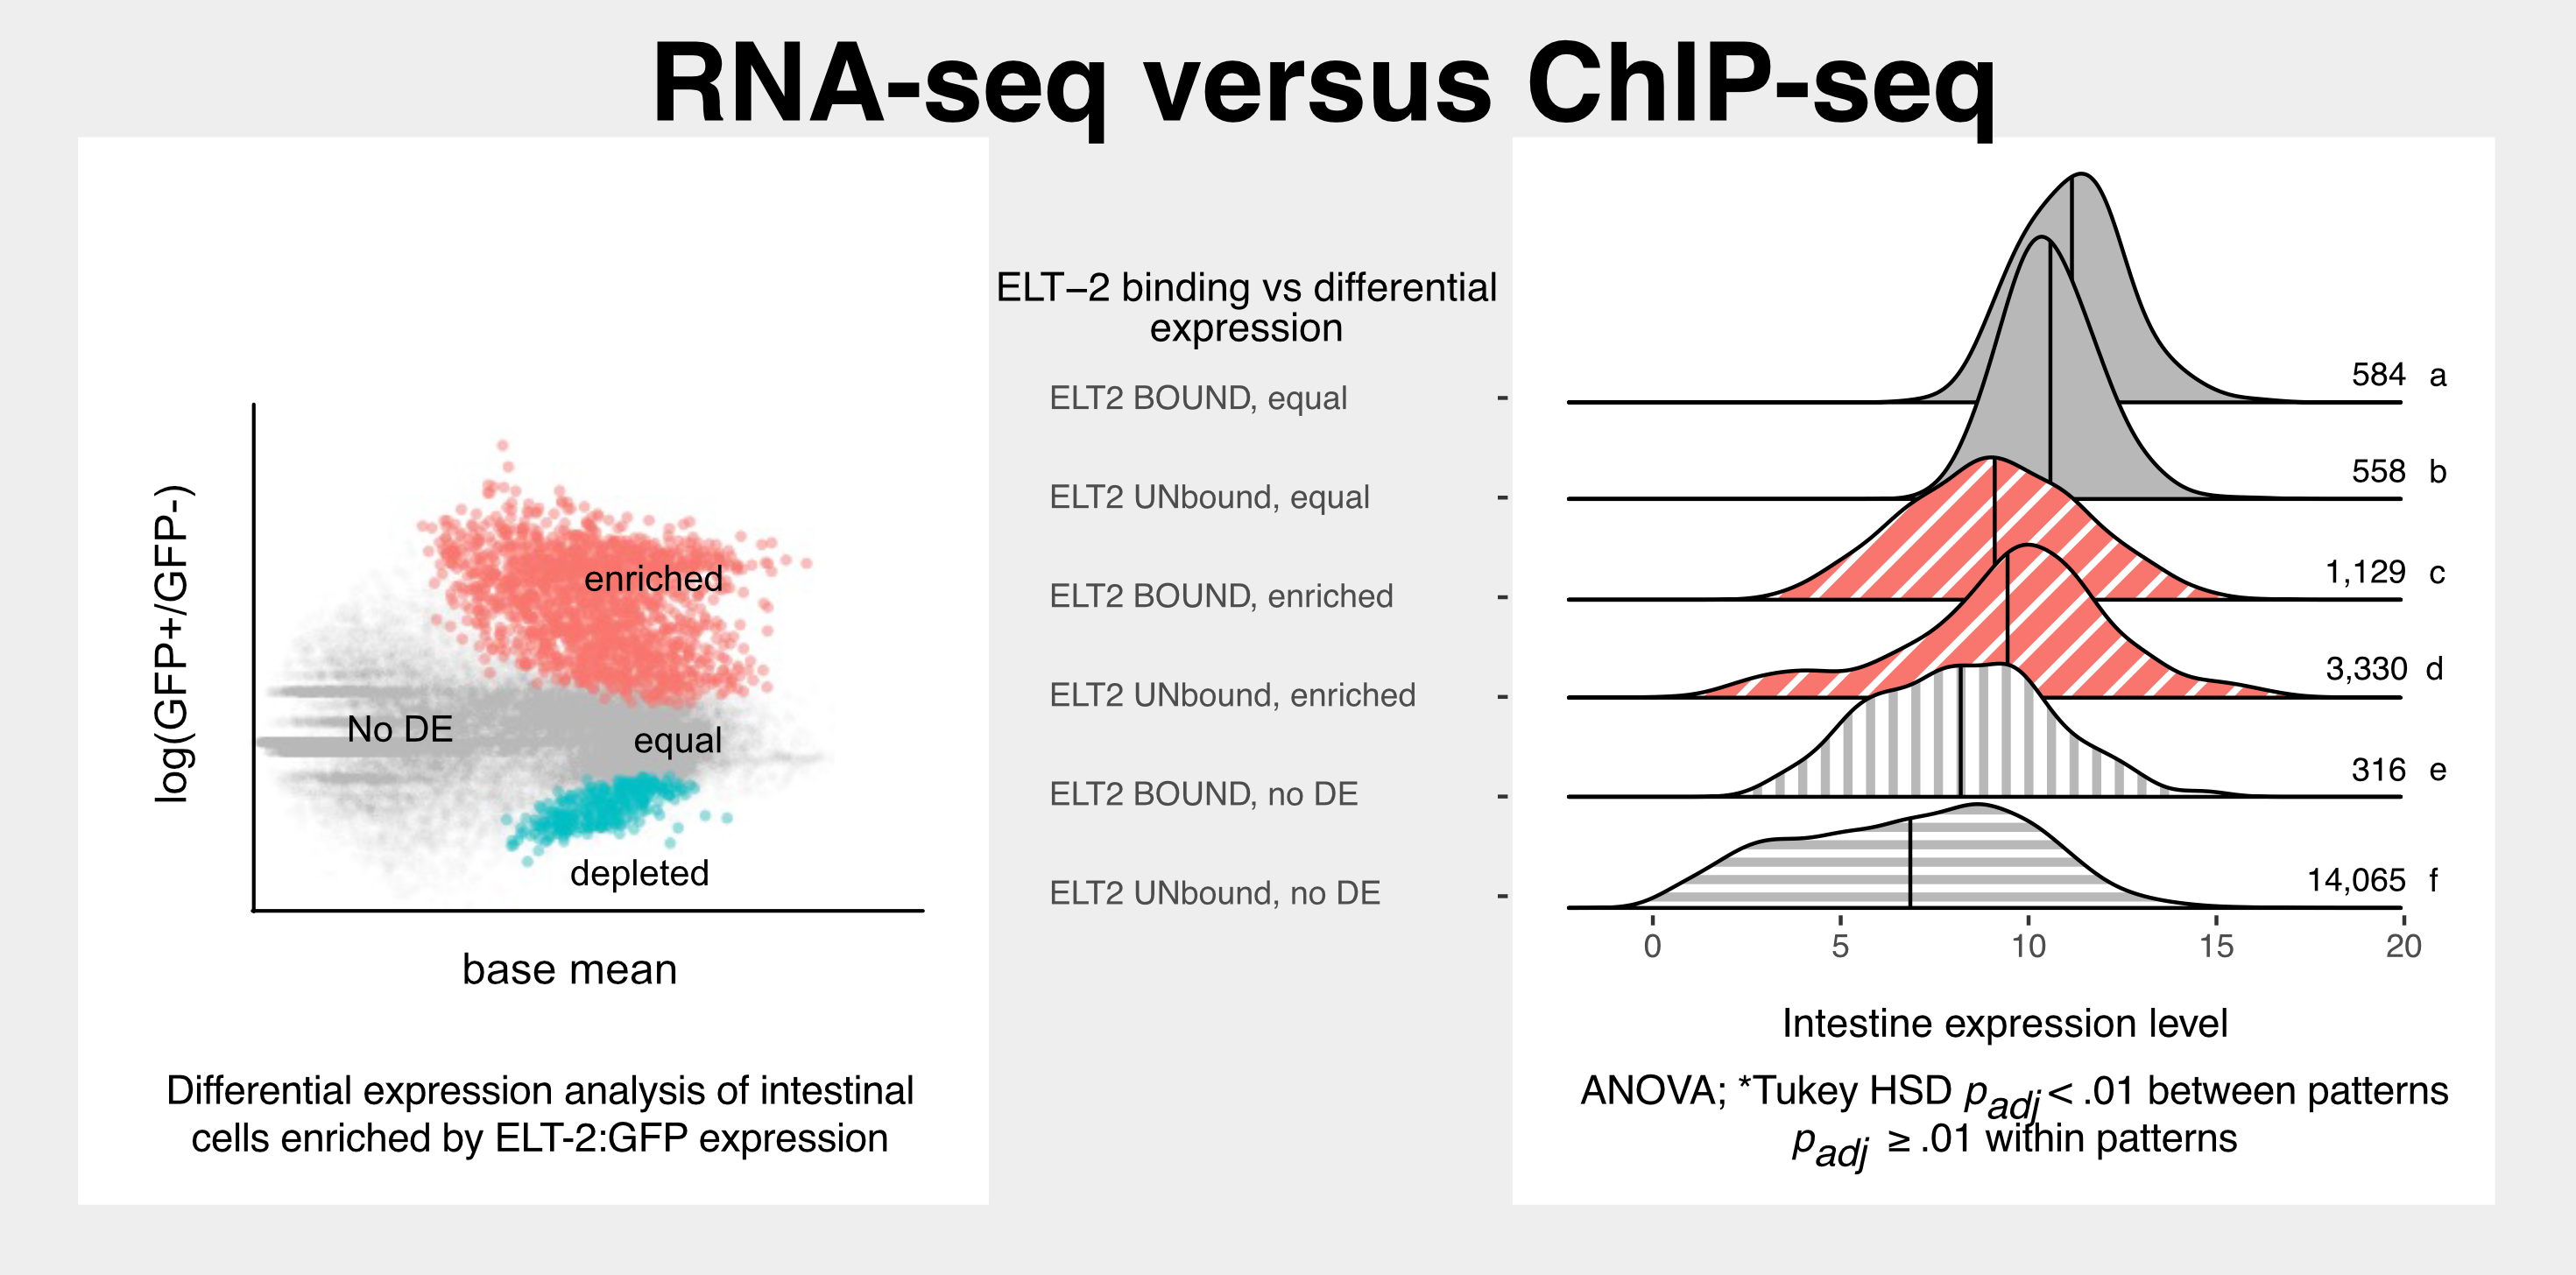 RNA-seq versus ChIP-seq
log(GFP+/GFP-)
enriched
No DE
equal
depleted
base mean
Differential expression analysis of intestinal
cells enriched by ELT-2:GFP expression
ELT–2 binding vs differential
expression
ELT2 BOUND, equal
ELT2 UNbound, equal
ELT2 BOUND, enriched
ELT2 UNbound, enriched
ELT2 BOUND, no DE
ELT2 UNbound, no DE
584 a
558 b
1,129 c
3,330 d
316 e
14,065 f
0 5 10 15 20
Intestine expression level
ANOVA; *Tukey HSD padj < .01 between patterns
padj ≥ .01 within patterns